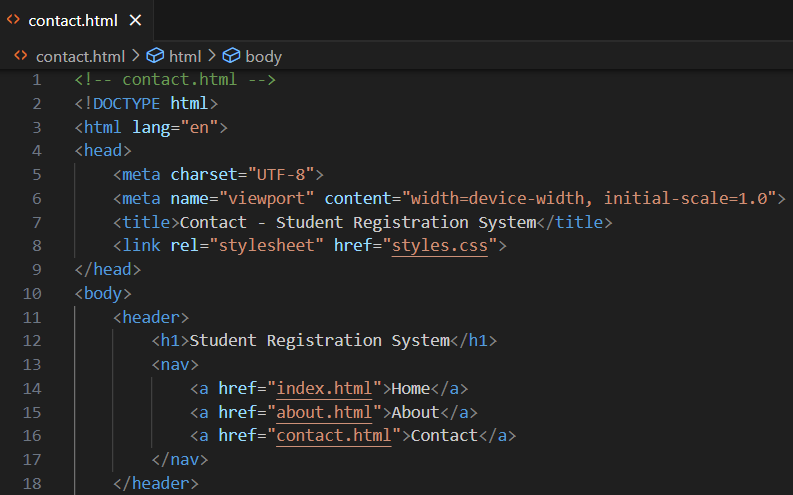 contact.html
contact.html > html > body
1 <!-- contact.html -->
2 <!DOCTYPE html>
3 <html lang="en">
4 <head>
5     <meta charset="UTF-8">
6     <meta name="viewport" content="width=device-width, initial-scale=1.0">
7     <title>Contact - Student Registration System</title>
8     <link rel="stylesheet" href="styles.css">
9 </head>
10 <body>
11     <header>
12         <h1>Student Registration System</h1>
13         <nav>
14             <a href="index.html">Home</a>
15             <a href="about.html">About</a>
16             <a href="contact.html">Contact</a>
17         </nav>
18     </header>